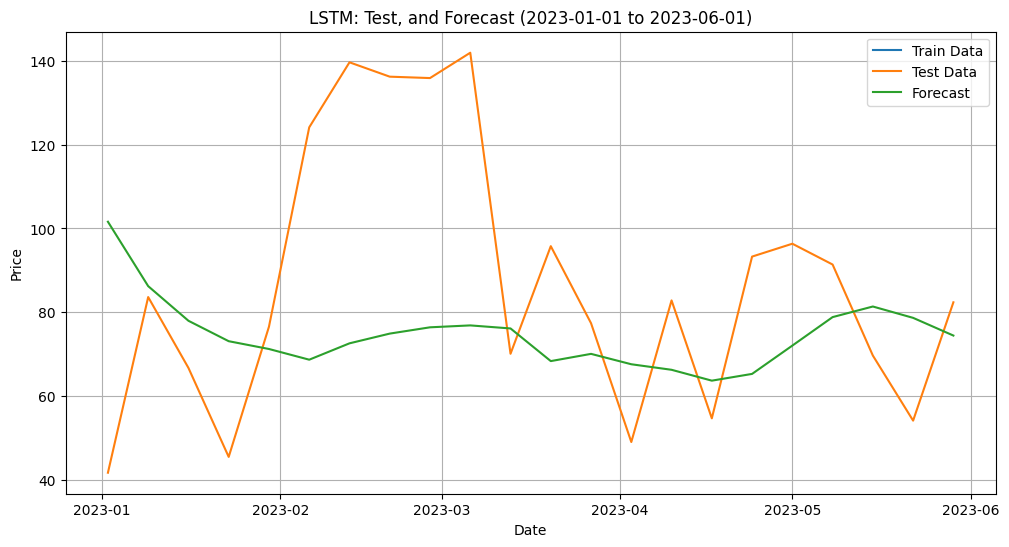 LSTM: Test, and Forecast (2023-01-01 to 2023-06-01)
Train Data
Test Data
Forecast
Price
140
120
100
80
60
40
2023-01
2023-02
2023-03
2023-04
2023-05
2023-06
Date